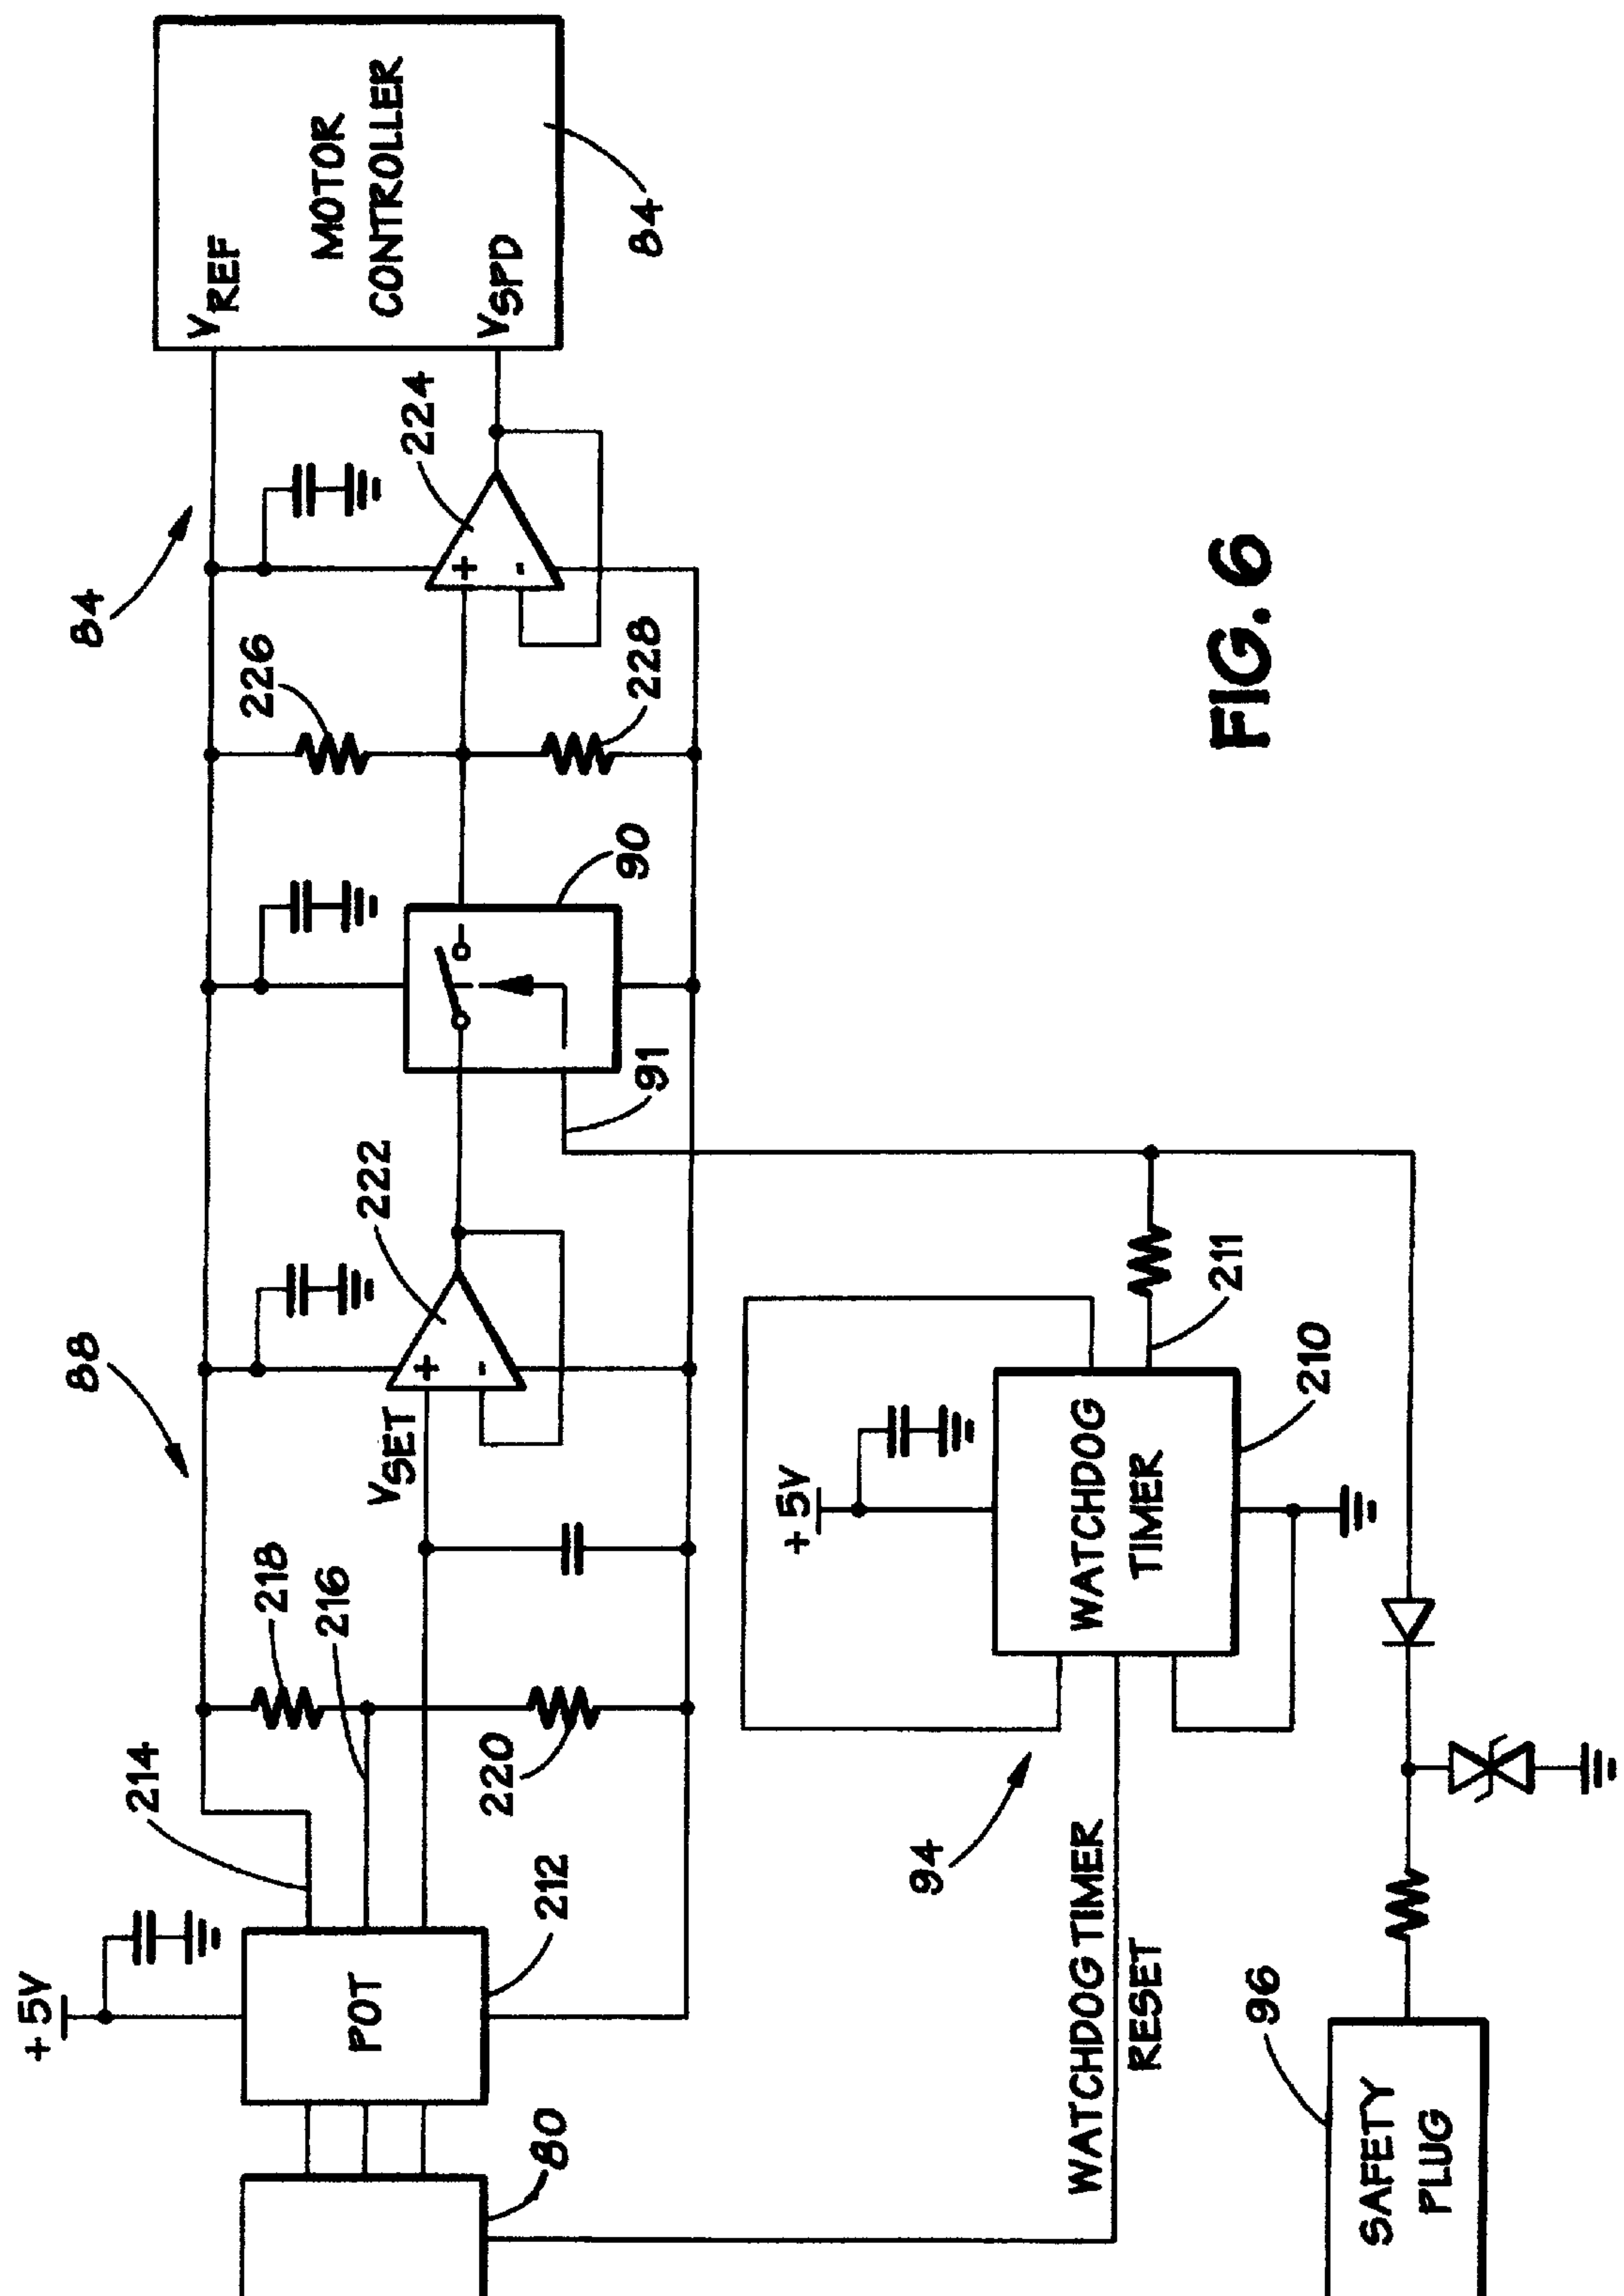 +5V
80
POT
212
214
216
218
220
88
VSET
222
91
90
226
228
84
224
VREF
MOTOR
CONTROLLER
VSPD
84
WATCHDOG TIMER
RESET
94
+5V
WATCHDOG
TIMER
210
211
96
SAFETY
PLUG
FIG. 6